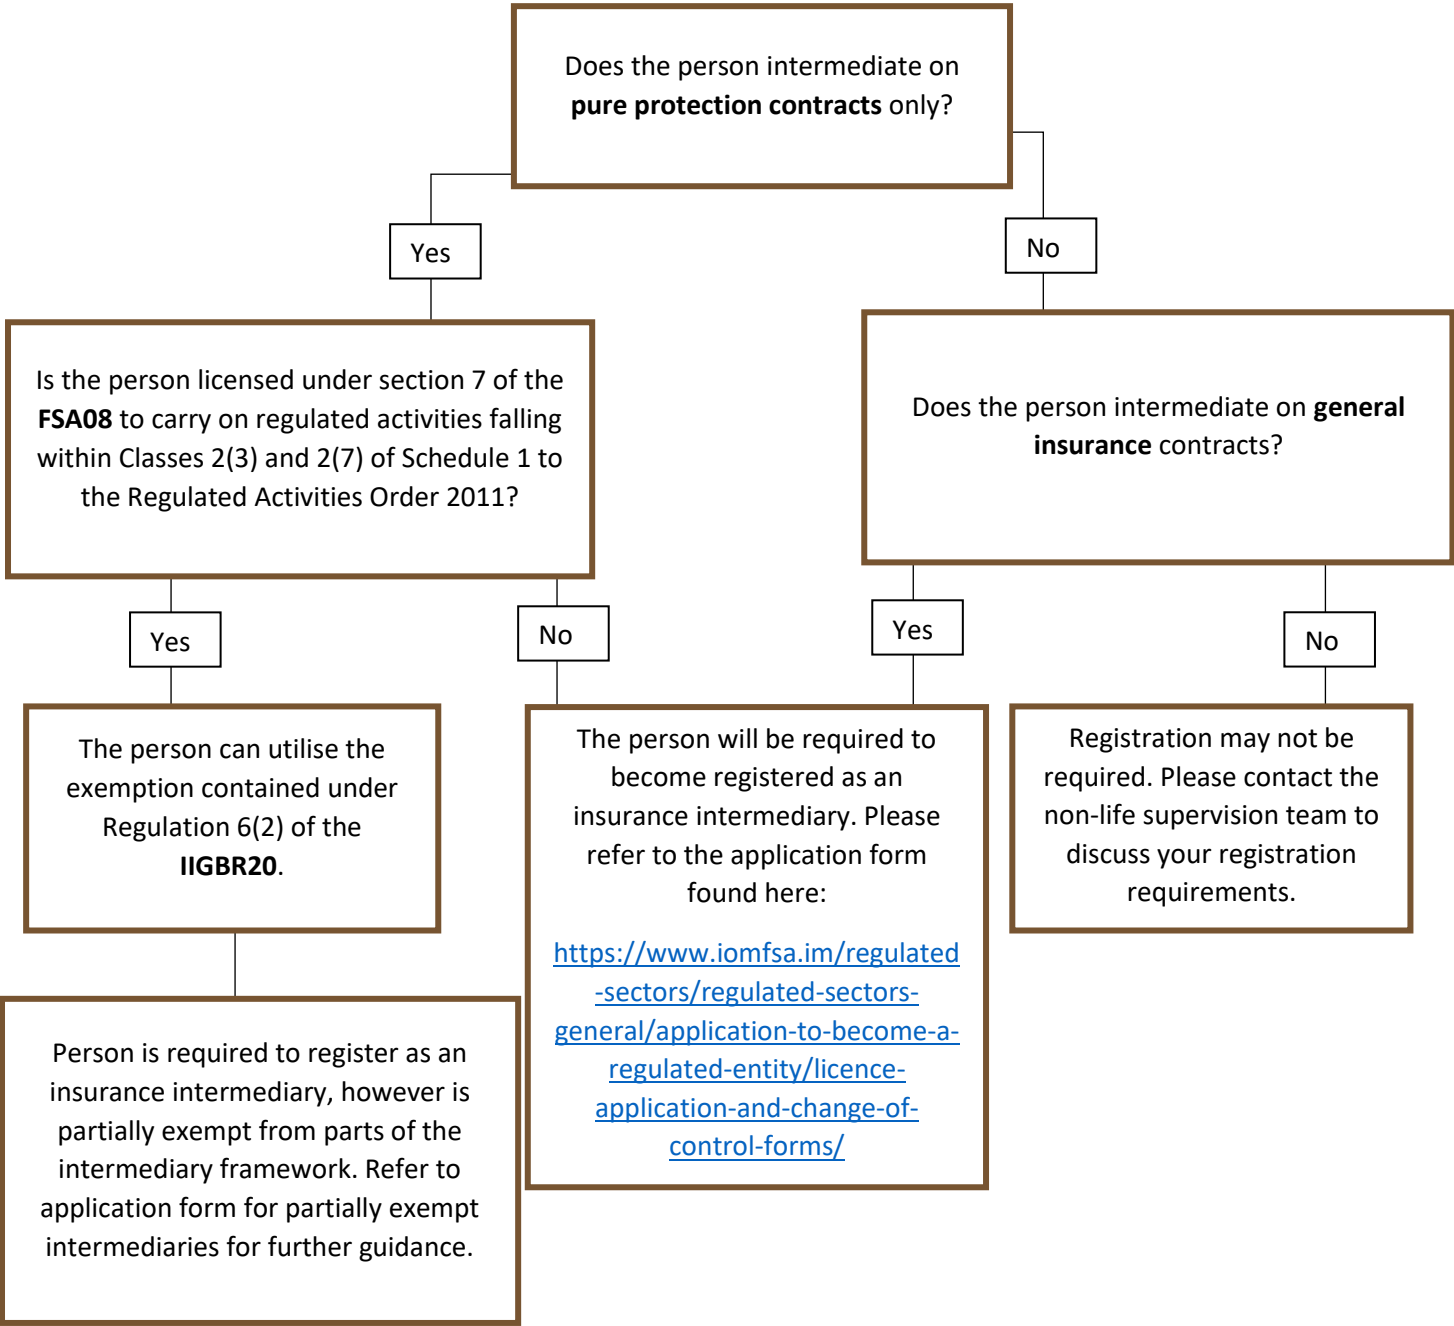 Does the person intermediate on
pure protection contracts only?
Yes
No
Is the person licensed under section 7 of the
FSA08 to carry on regulated activities falling
within Classes 2(3) and 2(7) of Schedule 1 to
the Regulated Activities Order 2011?
Does the person intermediate on general
insurance contracts?
Yes
No
Yes
No
The person can utilise the
exemption contained under
Regulation 6(2) of the
IIGBR20.
The person will be required to
become registered as an
insurance intermediary. Please
refer to the application form
found here:
https://www.iomfsa.im/regulated
-sectors/regulated-sectors-
general/application-to-become-a-
regulated-entity/licence-
application-and-change-of-
control-forms/
Registration may not be
required. Please contact the
non-life supervision team to
discuss your registration
requirements.
Person is required to register as an
insurance intermediary, however is
partially exempt from parts of the
intermediary framework. Refer to
application form for partially exempt
intermediaries for further guidance.